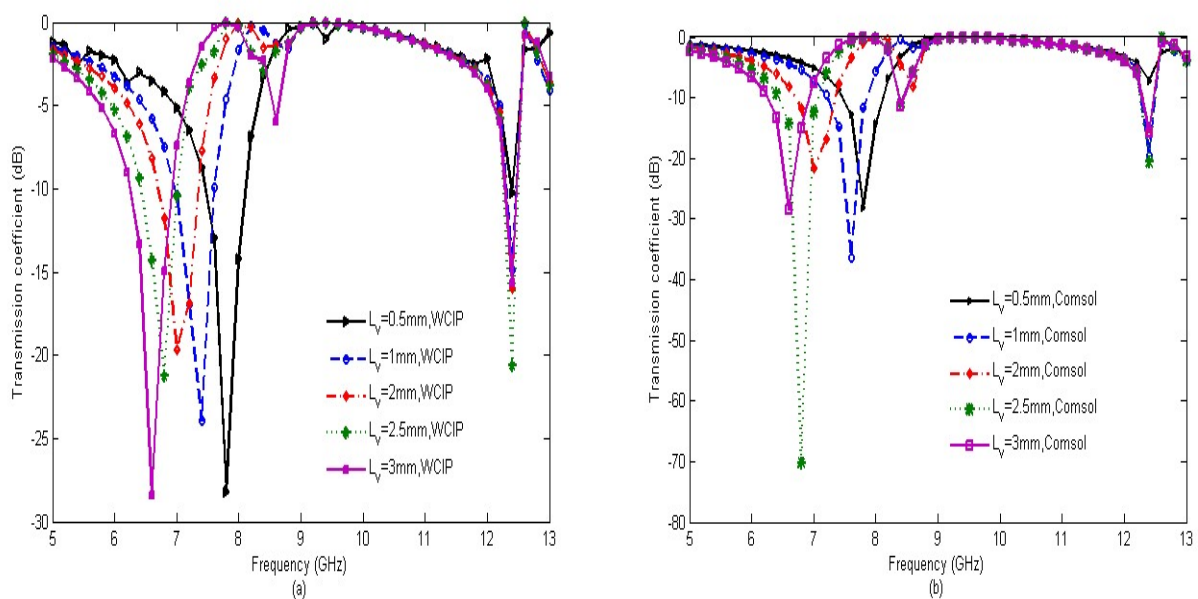 0
-5
-10
-15
-20
-25
-30
Transmission coefficient (dB)
L_v=0.5mm,WCIP
L_v=1mm,WCIP
L_v=2mm,WCIP
L_v=2.5mm,WCIP
L_v=3mm,WCIP
5 6 7 8 9 10 11 12 13
Frequency (GHz)
(a)
0
-10
-20
-30
-40
-50
-60
-70
-80
Transmission coefficient (dB)
L_v=0.5mm,Comsol
L_v=1mm,Comsol
L_v=2mm,Comsol
L_v=2.5mm,Comsol
L_v=3mm,Comsol
5 6 7 8 9 10 11 12 13
Frequency (GHz)
(b)